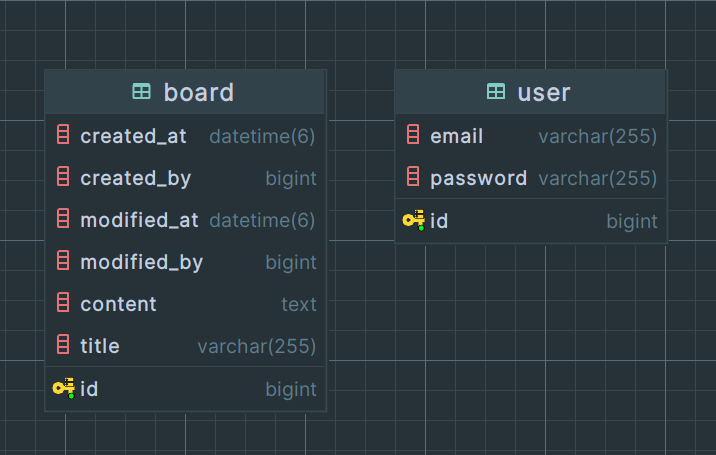 board
created_at datetime(6)
created_by bigint
modified_at datetime(6)
modified_by bigint
content text
title varchar(255)
id bigint
user
email varchar(255)
password varchar(255)
id bigint